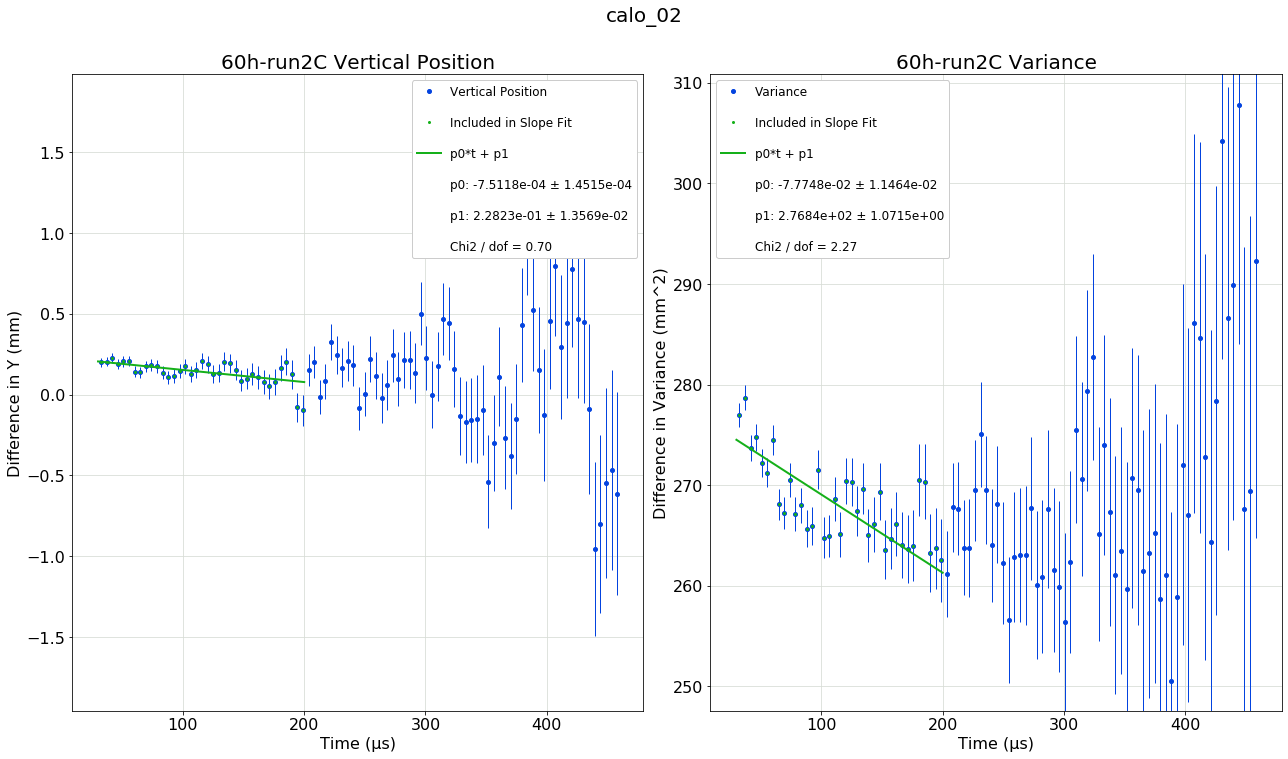 calo_02
60h-run2C Vertical Position
Difference in Y (mm)
1.5
1.0
0.5
0.0
−0.5
−1.0
−1.5
Vertical Position
Included in Slope Fit
p0*t + p1
p0: -7.5118e-04 ± 1.4515e-04
p1: 2.2823e-01 ± 1.3569e-02
Chi2 / dof = 0.70
100 200 300 400
Time (μs)
60h-run2C Variance
Difference in Variance (mm^2)
310
300
290
280
270
260
250
Variance
Included in Slope Fit
p0*t + p1
p0: -7.7748e-02 ± 1.1464e-02
p1: 2.7684e+02 ± 1.0715e+00
Chi2 / dof = 2.27
100 200 300 400
Time (μs)